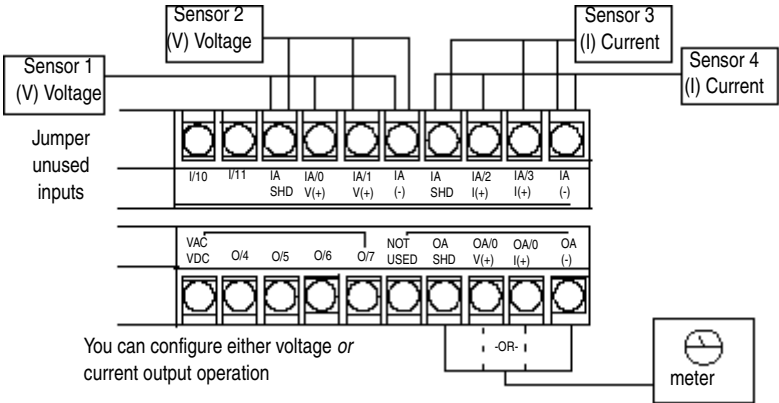 Sensor 2
(V) Voltage
Sensor 3
(I) Current
Sensor 1
(V) Voltage
Sensor 4
(I) Current
Jumper
unused
inputs
I/10 I/11 IA SHD IA/0 V(+) IA/1 V(+) IA (-) IA SHD IA/2 I(+) IA/3 I(+) IA (-)
VAC VDC O/4 O/5 O/6 O/7 NOT USED OA SHD OA/0 V(+) OA/0 I(+) OA (-)
You can configure either voltage or
current output operation
-OR-
meter